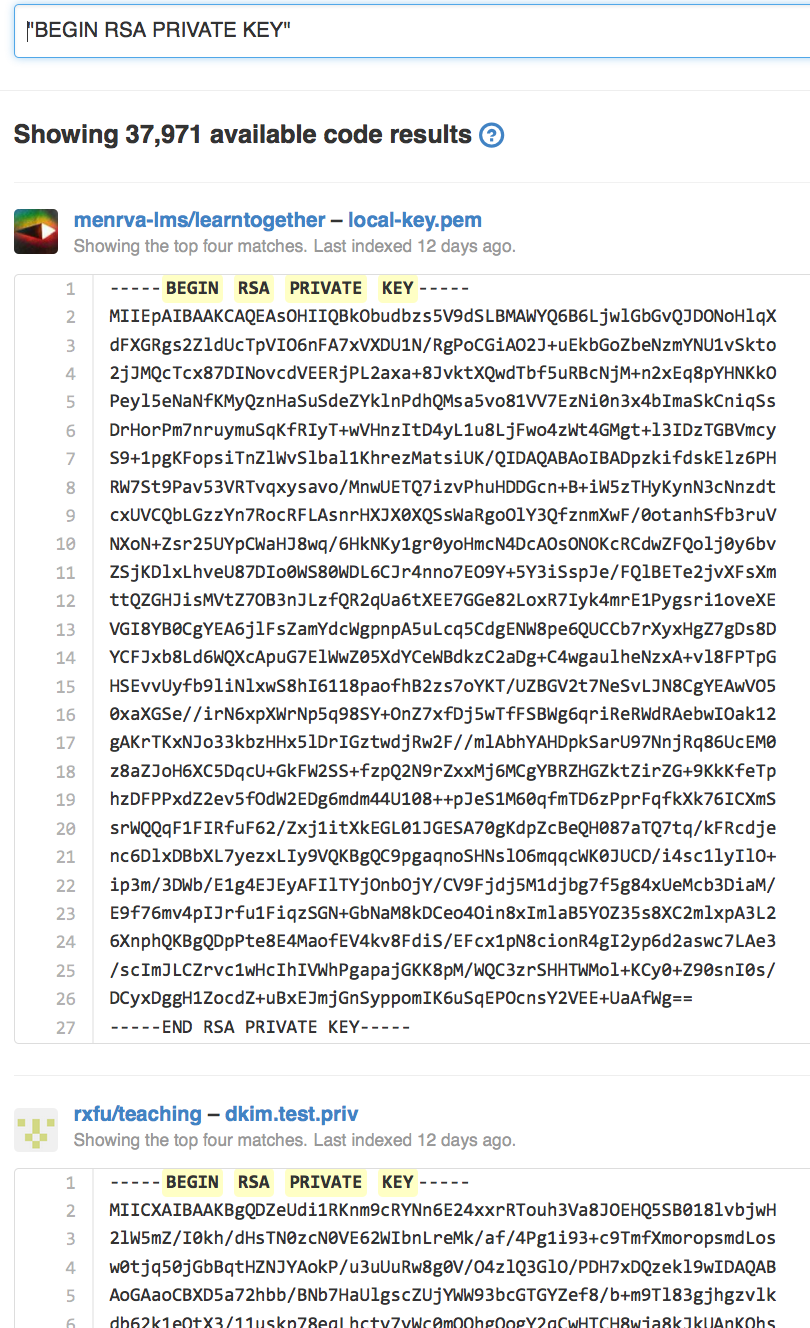 "BEGIN RSA PRIVATE KEY"
Showing 37,971 available code results ?
menrva-lms/learntogether – local-key.pem
Showing the top four matches. Last indexed 12 days ago.
1 -----BEGIN RSA PRIVATE KEY-----
2 MIIEpAIBAAKCAQEAsOHIIQBkObudbzs5V9dSLBMAWYQ6B6LjwlGbGvQJDONoHlqX
3 dFXGRgs2ZldUcTpVIO6nFA7xVXDU1N/RgPoCGiAO2J+uEkbGoZbeNzmYNU1vSkto
4 2jJMQcTcx87DINovcdVEERjPL2axa+8JvktXQwdTbf5uRBcNjM+n2xEq8pYHNKkO
5 Peyl5eNaNfKMyQznHaSuSdeZYklnPdhQMsa5vo81VV7EzNi0n3x4bImaSkCniqSs
6 DrHorPm7nruymuSqKfRIyT+wVHnzItD4yL1u8LjFwo4zWt4GMgt+l3IDzTGBVmcy
7 S9+1pgKFopsiTnZlWvSlbal1KhrezMatsiUK/QIDAQABAoIBADpzkifdskElz6PH
8 RW7St9Pav53VRTvqxysavo/MnwUETQ7izvPhuHDDGcn+B+iW5zTHyKynN3cNnzdt
9 cxUVCQbLGzzYn7RocRFLAsnrHXJX0XQSsWaRgoOlY3QfznmXwF/0otanhSfb3ruV
10 NXoN+Zsr25UYpCWaHJ8wq/6HkNKy1gr0yoHmcN4DcAOsONOKcRCdwZFQolj0y6bv
11 ZSjKDlxLhveU87DIo0WS80WDL6CJr4nno7EO9Y+5Y3iSspJe/FQlBETe2jvXFsXm
12 ttQZGHJisMVtZ7OB3nJLzfQR2qUa6tXEE7GGe82LoxR7Iyk4mrE1Pygsri1oveXE
13 VGI8YB0CgYEA6jlFsZamYdcWgpnpA5uLcq5CdgENW8pe6QUCCb7rXyxHgZ7gDs8D
14 YCFJxb8Ld6WQXcApuG7ElWwZ05XdYCeWBdkzC2aDg+C4wgaulheNzxA+vl8FPTpG
15 HSEvvUyfb9liNlxwS8hI6118paofhB2zs7oYKT/UZBGV2t7NeSvLJN8CgYEAwVO5
16 0xaXGSe//irN6xpXWrNp5q98SY+OnZ7xfDj5wTfFSBWg6qriReRWdRAebwIOak12
17 gAKrTKxNJo33kbzHHx5lDrIGztwdjRw2F//mlAbhYAHDpkSarU97NnjRq86UcEM0
18 z8aZJoH6XC5DqcU+GkFW2SS+fzpQ2N9rZxxMj6MCgYBRZHGZktZirZG+9KkKfeTp
19 hzDFPPxdZ2ev5fOdW2EDg6mdm44U108++pJeS1M60qfmTD6zPprFqfkXk76ICXmS
20 srWQQqF1FIRfuF62/Zxj1itXkEGL01JGESA70gKdpZcBeQH087aTQ7tq/kFRcdje
21 nc6DlxDBbXL7yezxLIy9VQKBgQC9pgaqnoSHNslO6mqqcWK0JUCD/i4sc1lyIlO+
22 ip3m/3DWb/E1g4EJEyAFIlTYjOnbOjY/CV9Fjdj5M1djbg7f5g84xUeMcb3DiaM/
23 E9f76mv4pIJrfu1FiqzSGN+GbNaM8kDCeo4Oin8xImlaB5YOZ35s8XC2mlxpA3L2
24 6XnphQKBgQDpPte8E4MaofEV4kv8FdiS/EFcx1pN8cionR4gI2yp6d2aswc7LAe3
25 /scImJLCZrvc1wHcIhIVWhPgapajGKK8pM/WQC3zrSHHTWMol+KCy0+Z90snI0s/
26 DCyxDggH1ZocdZ+uBxEJmjGnSyppomIK6uSqEPOcnsY2VEE+UaAfWg==
27 -----END RSA PRIVATE KEY-----
rxfu/teaching – dkim.test.priv
Showing the top four matches. Last indexed 12 days ago.
1 -----BEGIN RSA PRIVATE KEY-----
2 MIICXAIBAAKBgQDZeUdi1RKnm9cRYNn6E24xxrRTouh3Va8JOEHQ5SB018lvbjwH
3 2lW5mZ/I0kh/dHsTN0zcN0VE62WIbnLreMk/af/4Pg1i93+c9TmfXmoropsmdLos
4 w0tjq50jGbBqtHZNJYAokP/u3uUuRw8g0V/O4zlQ3GlO/PDH7xDQzekl9wIDAQAB
5 AoGAaoCBXD5a72hbb/BNb7HaUlgscZUjYWW93bcGTGYZef8/b+m9Tl83gjhgzvlk
6